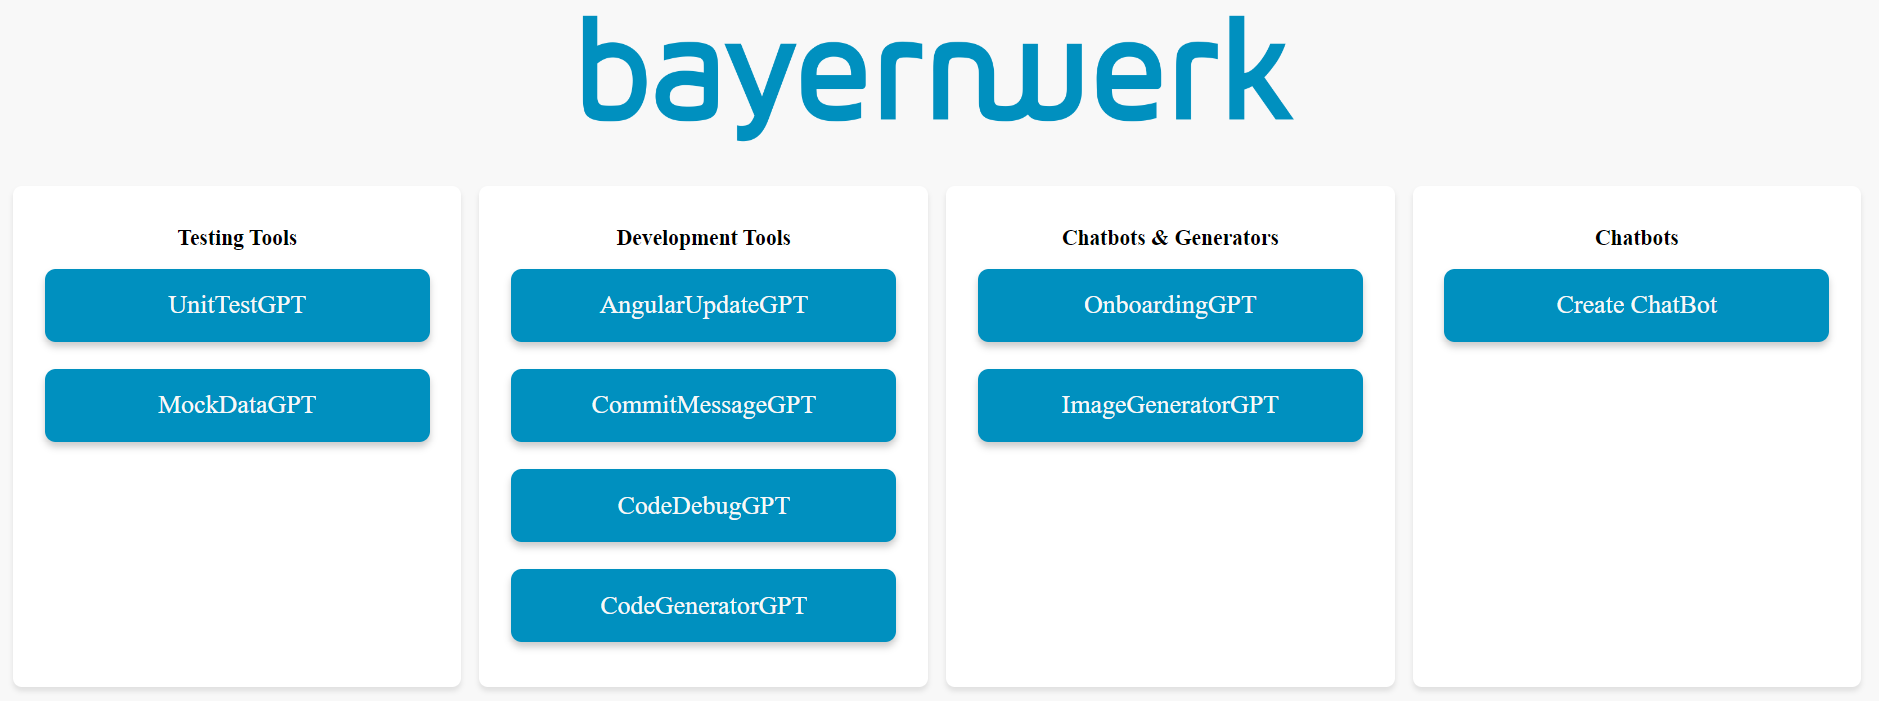 bayernwerk
Testing Tools
UnitTestGPT
MockDataGPT
Development Tools
AngularUpdateGPT
CommitMessageGPT
CodeDebugGPT
CodeGeneratorGPT
Chatbots & Generators
OnboardingGPT
ImageGeneratorGPT
Chatbots
Create ChatBot